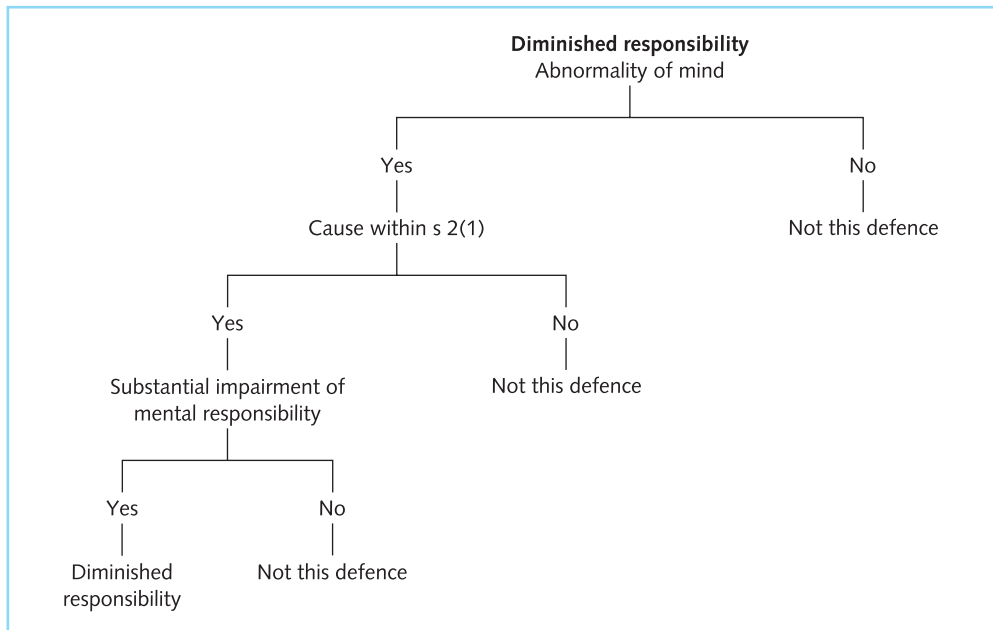 Diminished responsibility
Abnormality of mind
Yes
No
Cause within s 2(1)
Not this defence
Yes
No
Substantial impairment of
mental responsibility
Not this defence
Yes
No
Diminished
responsibility
Not this defence